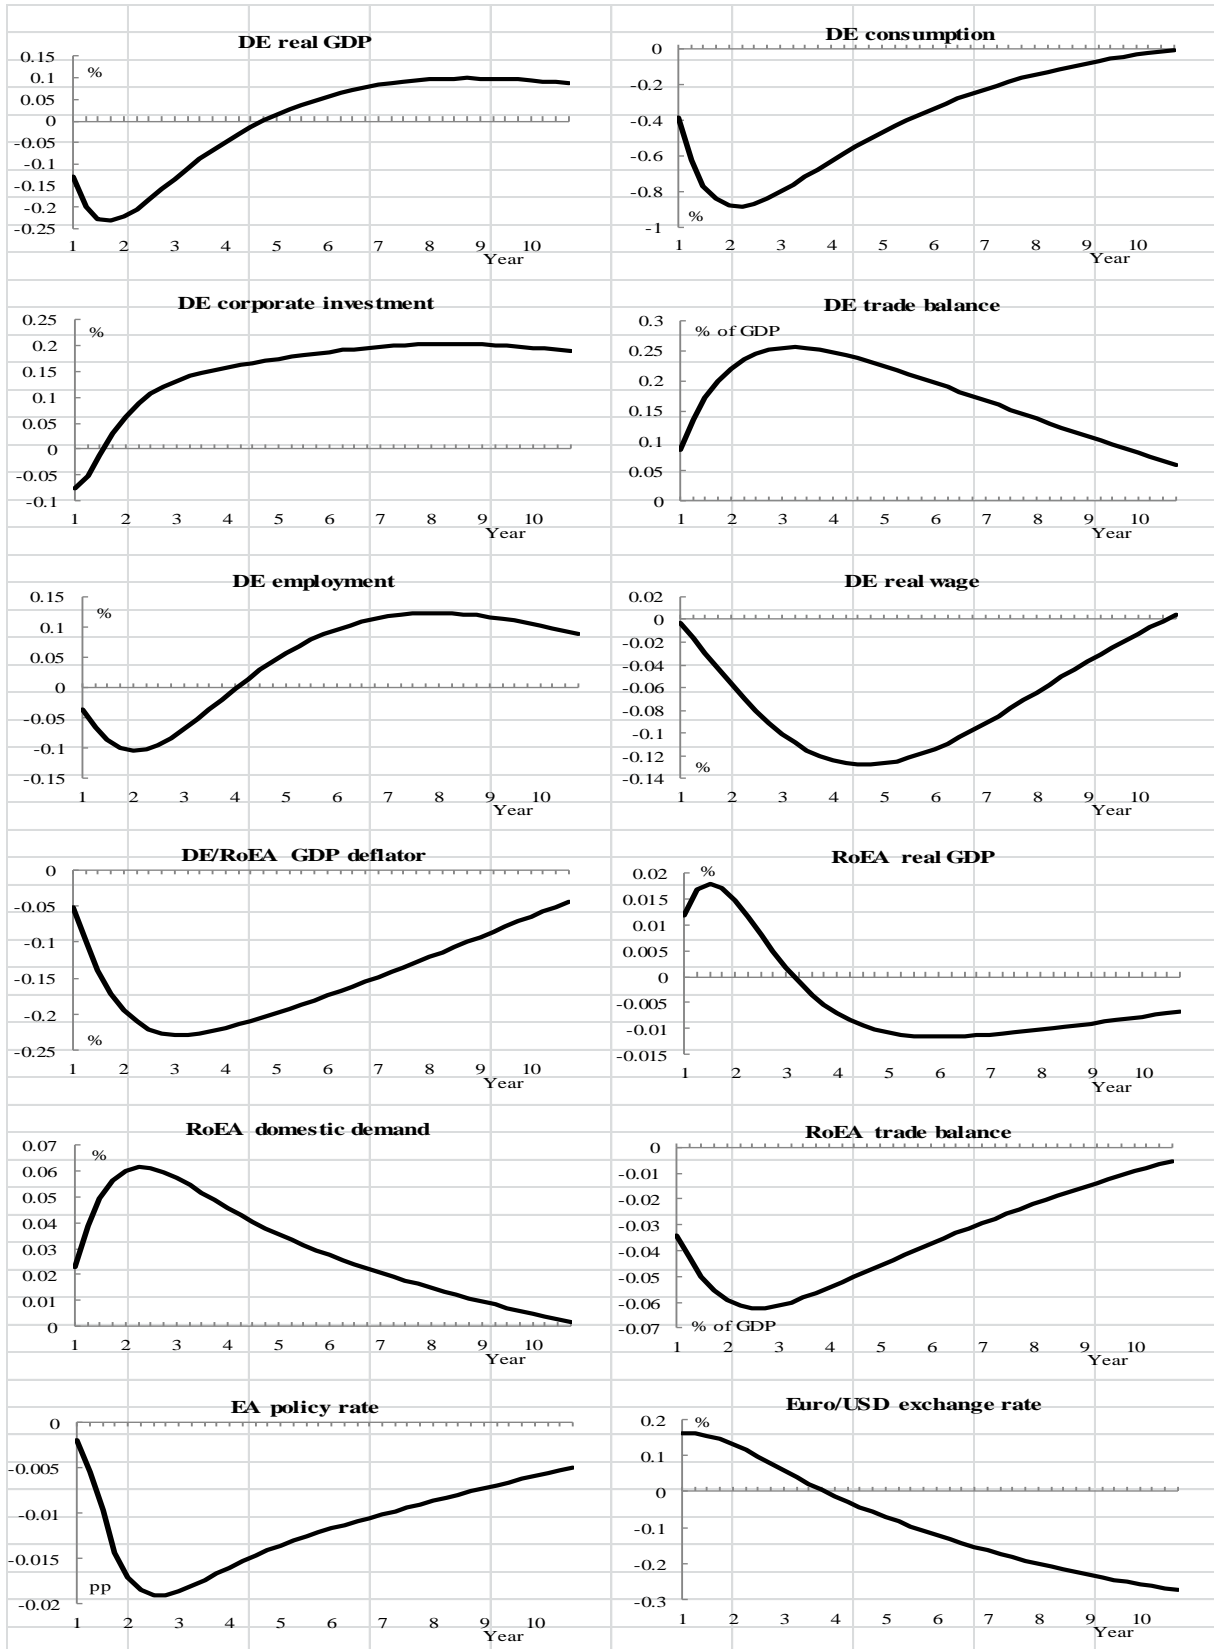 DE real GDP
%
0.15
0.1
0.05
0
-0.05
-0.1
-0.15
-0.2
-0.25
1 2 3 4 5 6 7 8 9 10
Year
DE consumption
0
-0.2
-0.4
-0.6
-0.8
-1
%
1 2 3 4 5 6 7 8 9 10
Year
DE corporate investment
%
0.25
0.2
0.15
0.1
0.05
0
-0.05
-0.1
1 2 3 4 5 6 7 8 9 10
Year
DE trade balance
% of GDP
0.3
0.25
0.2
0.15
0.1
0.05
0
1 2 3 4 5 6 7 8 9 10
Year
DE employment
%
0.15
0.1
0.05
0
-0.05
-0.1
-0.15
1 2 3 4 5 6 7 8 9 10
Year
DE real wage
0.02
0
-0.02
-0.04
-0.06
-0.08
-0.1
-0.12
-0.14
%
1 2 3 4 5 6 7 8 9 10
Year
DE/RoEA GDP deflator
0
-0.05
-0.1
-0.15
-0.2
-0.25
%
1 2 3 4 5 6 7 8 9 10
Year
RoEA real GDP
%
0.02
0.015
0.01
0.005
0
-0.005
-0.01
-0.015
1 2 3 4 5 6 7 8 9 10
Year
RoEA domestic demand
%
0.07
0.06
0.05
0.04
0.03
0.02
0.01
0
1 2 3 4 5 6 7 8 9 10
Year
RoEA trade balance
0
-0.01
-0.02
-0.03
-0.04
-0.05
-0.06
-0.07
% of GDP
1 2 3 4 5 6 7 8 9 10
Year
EA policy rate
0
-0.005
-0.01
-0.015
-0.02
pp
1 2 3 4 5 6 7 8 9 10
Year
Euro/USD exchange rate
%
0.2
0.1
0
-0.1
-0.2
-0.3
1 2 3 4 5 6 7 8 9 10
Year